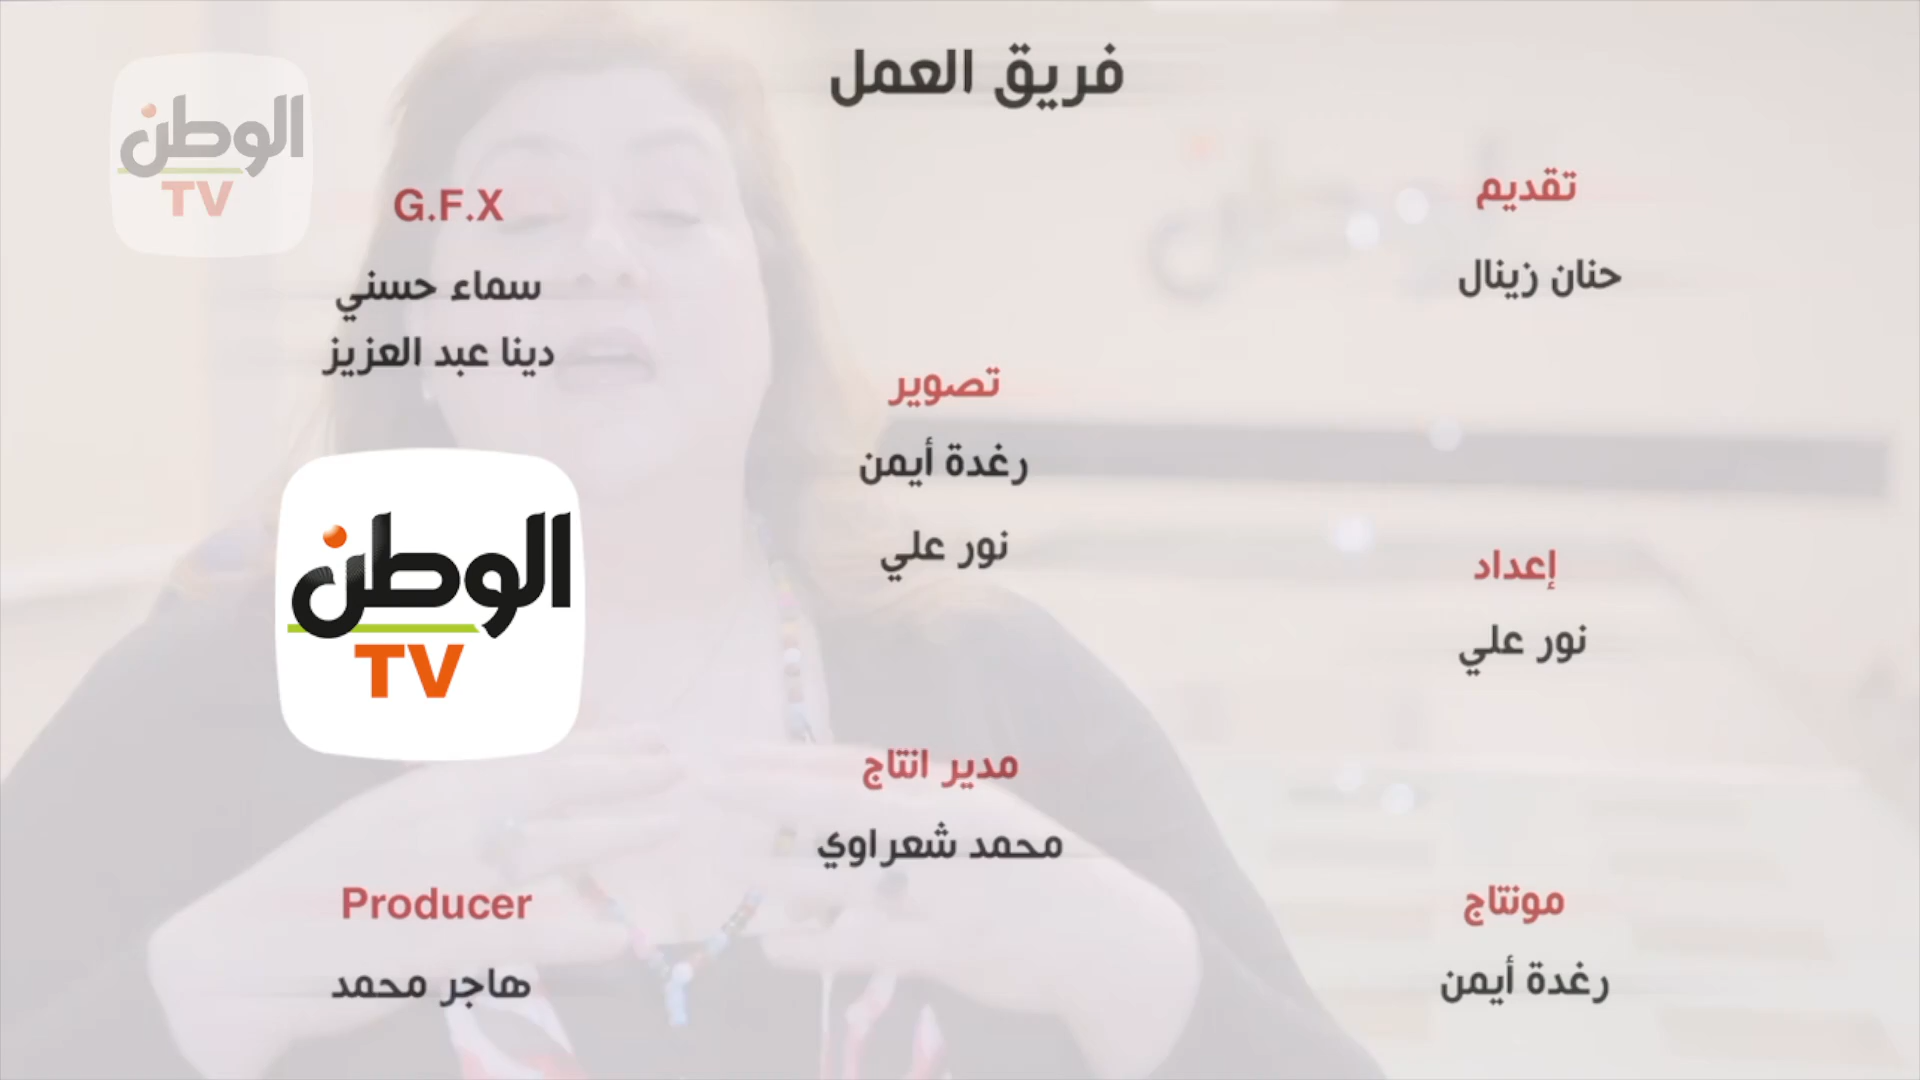 فريق العمل
تقديم
حنان زينال
إعداد
نور علي
مونتاج
رغدة أيمن
تصوير
رغدة أيمن
نور علي
مدير انتاج
محمد شعراوي
الوطن
TV
G.F.X
سماء حسني
دينا عبد العزيز
الوطن
TV
Producer
هاجر محمد